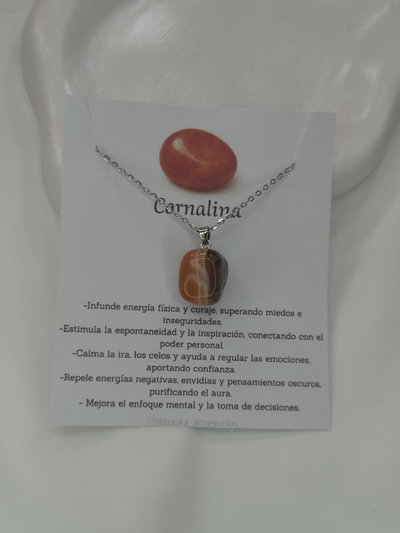 Cornalina
-Infunde energía física y coraje, superando miedos e
inseguridades.
-Estimula la espontaneidad y la inspiración, conectando con el
poder personal.
-Calma la ira, los celos y ayuda a regular las emociones,
aportando confianza.
-Repele energías negativas, envidias y pensamientos oscuros,
purificando el aura.
- Mejora el enfoque mental y la toma de decisiones.
@touka_accesorios_